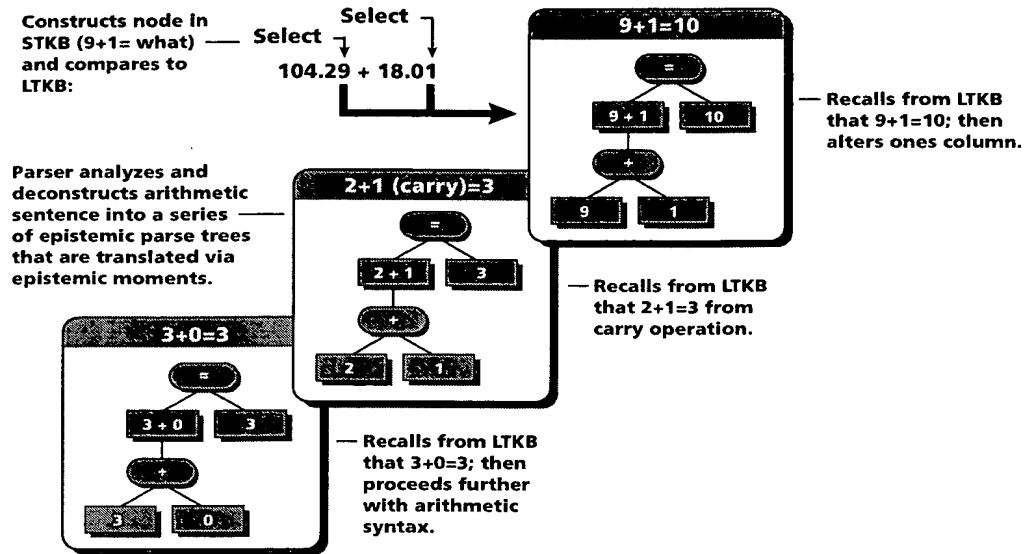 Constructs node in
STKB (9+1= what)
and compares to
LTKB:
Select
Select
104.29 + 18.01
9+1=10
=
9 + 1
10
+
9
1
Recalls from LTKB
that 9+1=10; then
alters ones column.
Parser analyzes and
deconstructs arithmetic
sentence into a series
of epistemic parse trees
that are translated via
epistemic moments.
2+1 (carry)=3
=
2 + 1
3
+
2
1
Recalls from LTKB
that 2+1=3 from
carry operation.
3+0=3
=
3 + 0
3
+
3
0
Recalls from LTKB
that 3+0=3; then
proceeds further
with arithmetic
syntax.